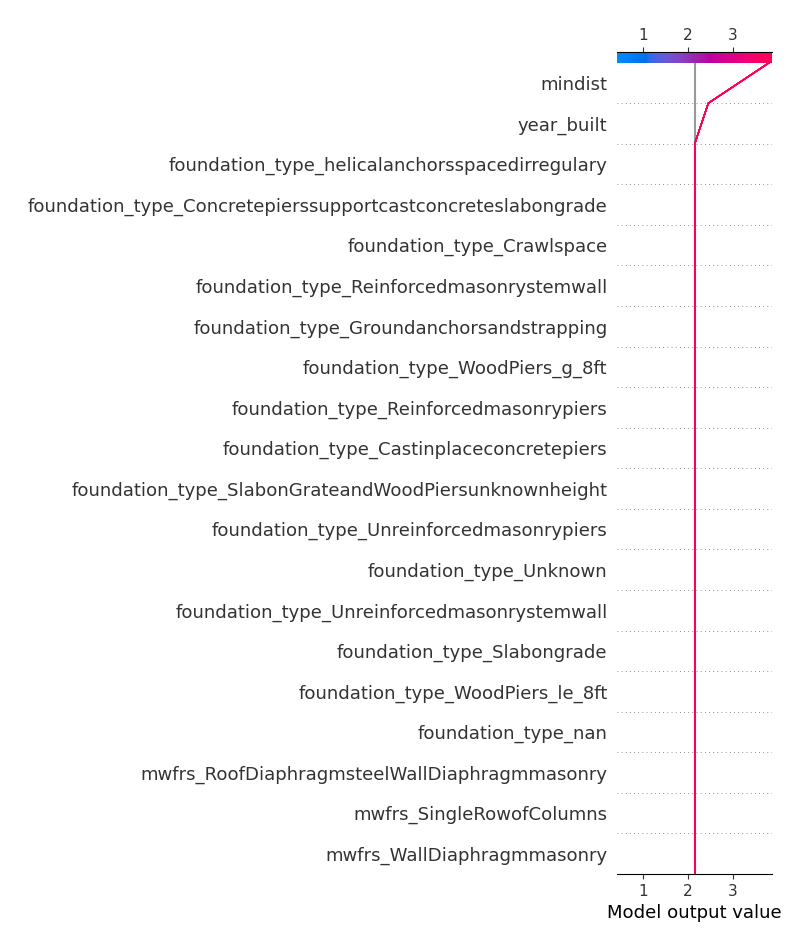 1 2 3
mindist
year_built
foundation_type_helicalanchorsspacedirregulary
foundation_type_Concretepierssupportcastconcreteslabongrade
foundation_type_Crawlspace
foundation_type_Reinforcedmasonrystemwall
foundation_type_Groundanchorsandstrapping
foundation_type_WoodPiers_g_8ft
foundation_type_Reinforcedmasonrypiers
foundation_type_Castinplaceconcretepiers
foundation_type_SlabonGrateandWoodPiersunknownheight
foundation_type_Unreinforcedmasonrypiers
foundation_type_Unknown
foundation_type_Unreinforcedmasonrystemwall
foundation_type_Slabongrade
foundation_type_WoodPiers_le_8ft
foundation_type_nan
mwfrs_RoofDiaphragmsteelWallDiaphragmmasonry
mwfrs_SingleRowofColumns
mwfrs_WallDiaphragmmasonry
1 2 3
Model output value